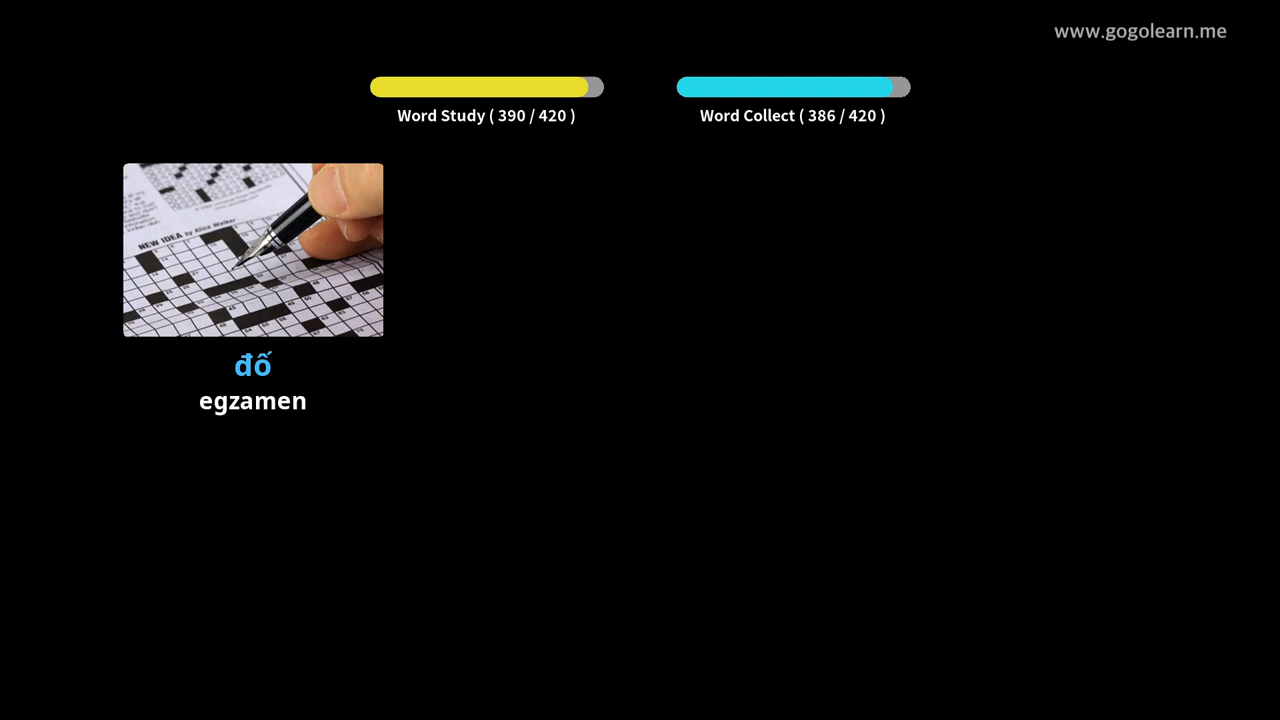 www.gogolearn.me
Word Study ( 390 / 420 )
Word Collect ( 386 / 420 )
NEW IDEA by Alice Walker
đố
egzamen